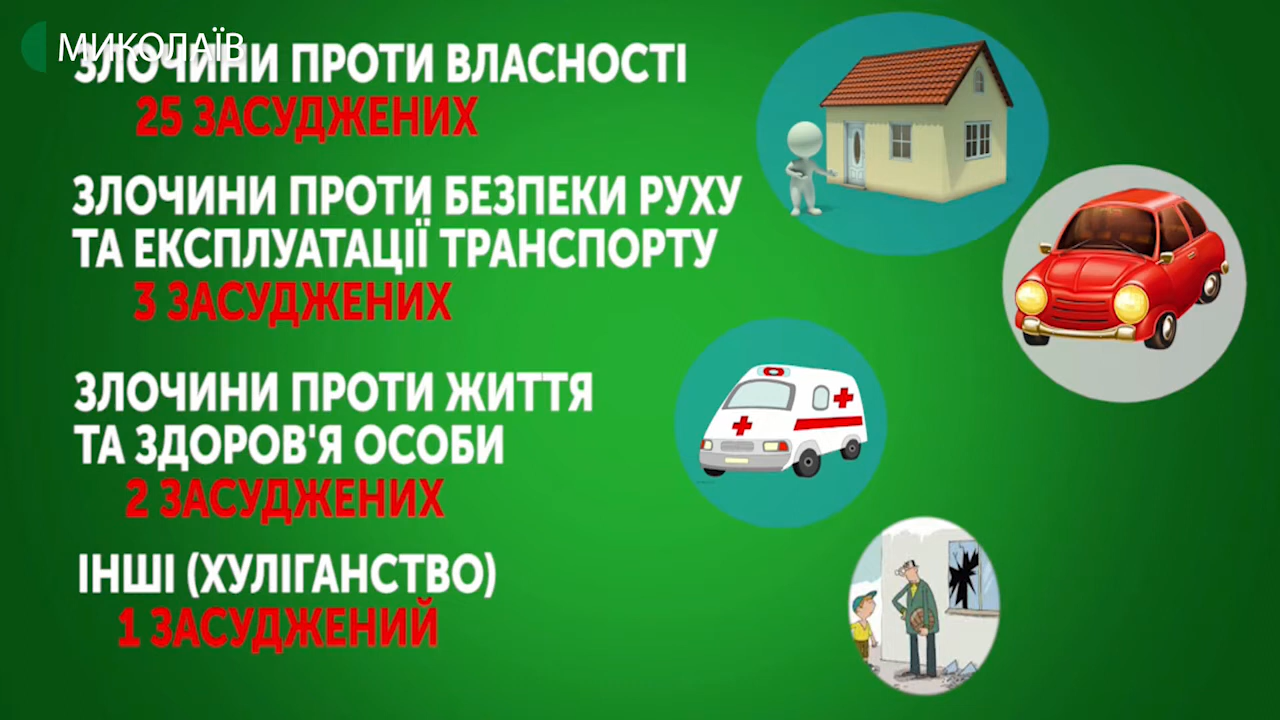 МИКОЛАЇВ
ЗЛОЧИНИ ПРОТИ ВЛАСНОСТІ
25 ЗАСУДЖЕНИХ
ЗЛОЧИНИ ПРОТИ БЕЗПЕКИ РУХУ
ТА ЕКСПЛУАТАЦІЇ ТРАНСПОРТУ
3 ЗАСУДЖЕНИХ
ЗЛОЧИНИ ПРОТИ ЖИТТЯ
ТА ЗДОРОВ'Я ОСОБИ
2 ЗАСУДЖЕНИХ
ІНШІ (ХУЛІГАНСТВО)
1 ЗАСУДЖЕНИЙ